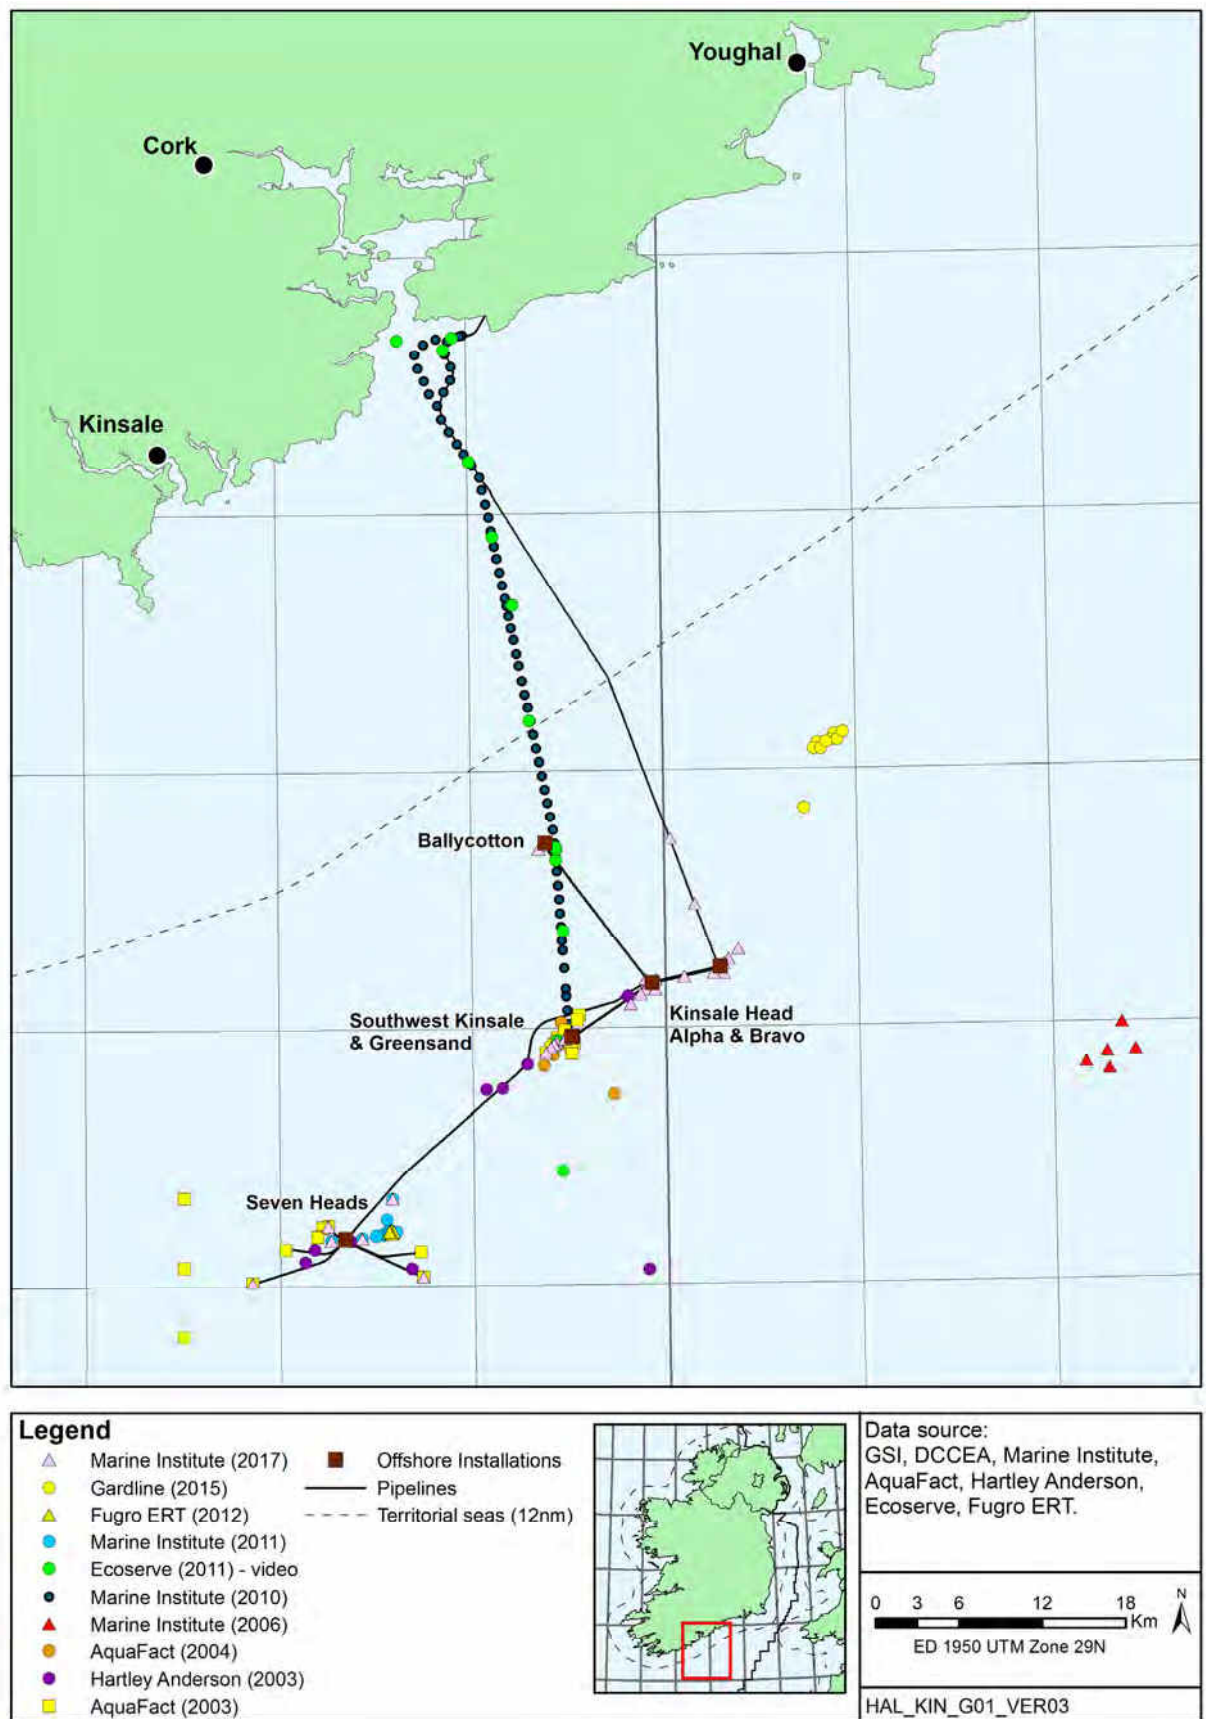 Youghal
Cork
Kinsale
Ballycotton
Southwest Kinsale
& Greensand
Kinsale Head
Alpha & Bravo
Seven Heads
Legend
Marine Institute (2017)
Gardline (2015)
Fugro ERT (2012)
Marine Institute (2011)
Ecoserve (2011) - video
Marine Institute (2010)
Marine Institute (2006)
AquaFact (2004)
Hartley Anderson (2003)
AquaFact (2003)
Offshore Installations
Pipelines
Territorial seas (12nm)
Data source:
GSI, DCCEA, Marine Institute,
AquaFact, Hartley Anderson,
Ecoserve, Fugro ERT.
0 3 6 12 18
Km
N
ED 1950 UTM Zone 29N
HAL_KIN_G01_VER03